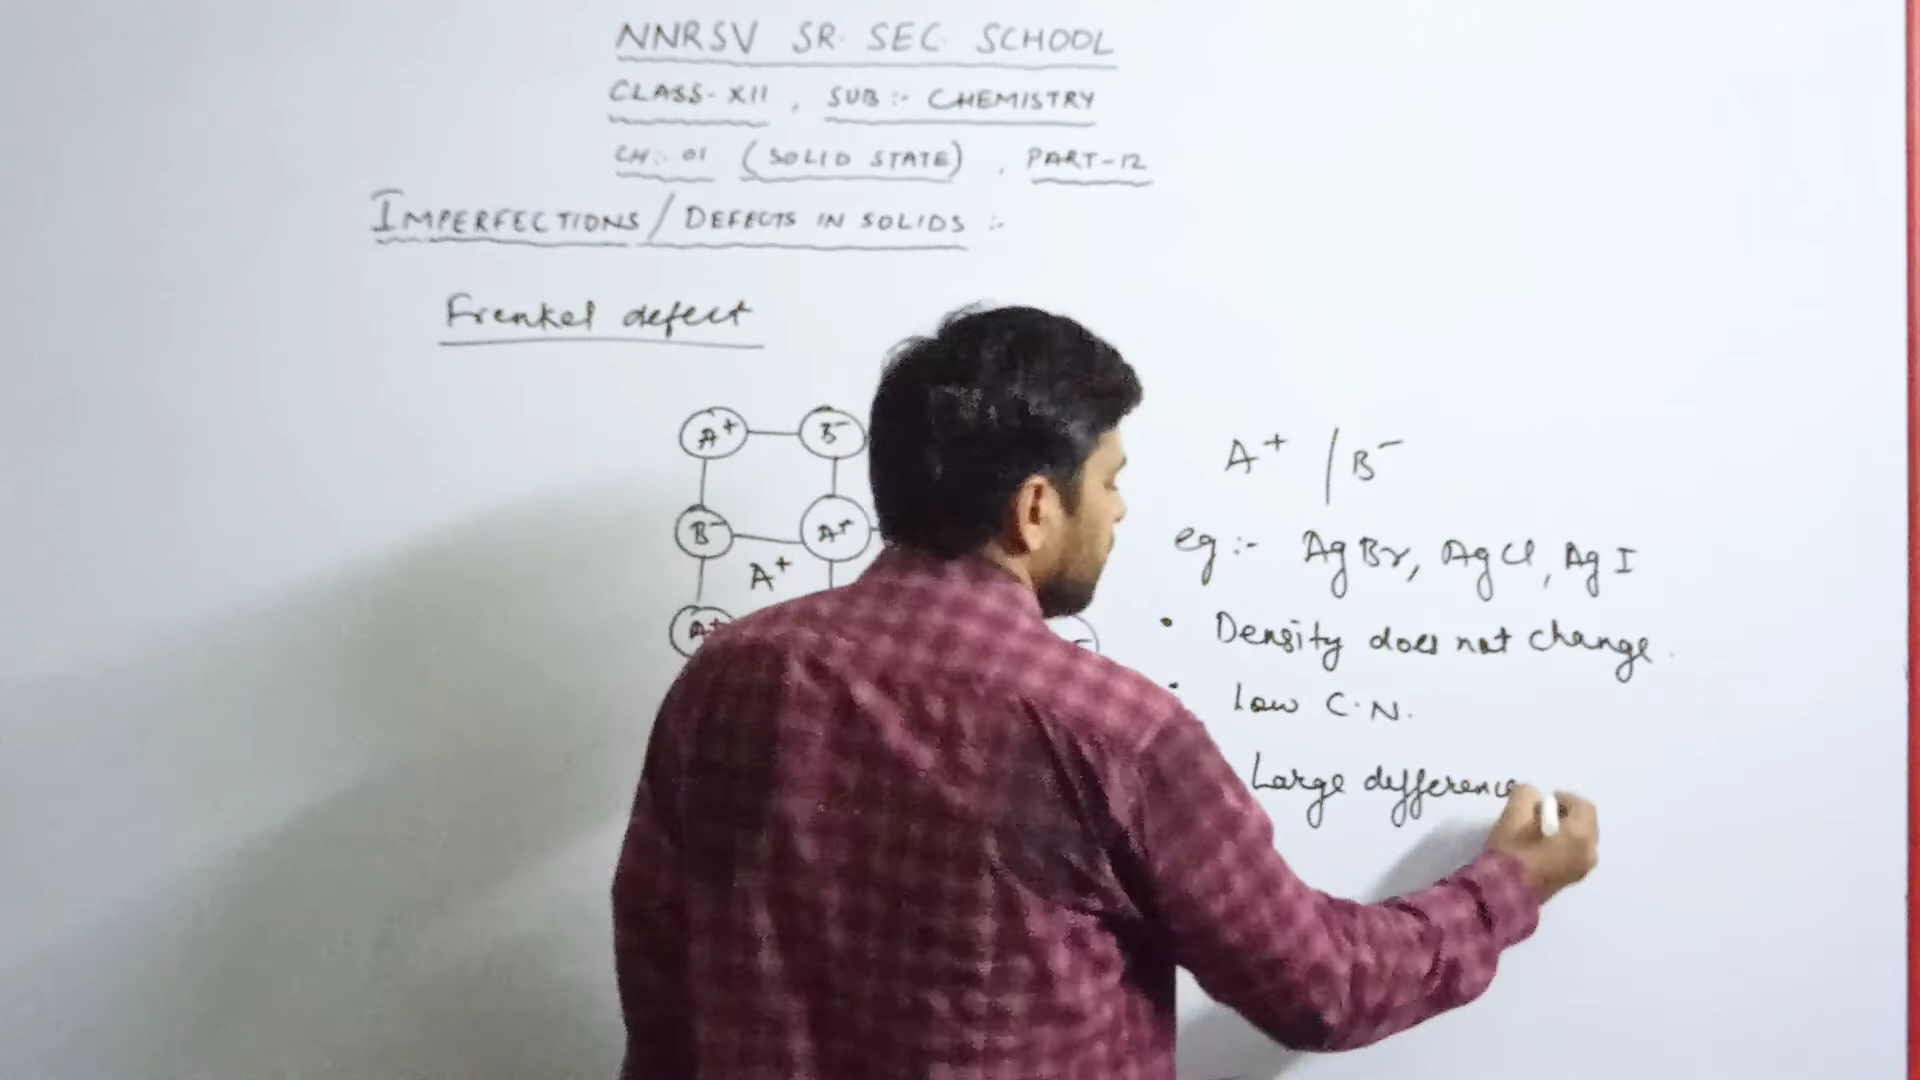 NNRSV SR. SEC. SCHOOL
CLASS-XII , SUB:- CHEMISTRY
CH:- 01 (SOLID STATE) , PART-12
IMPERFECTIONS / DEFECTS IN SOLIDS :-
Frenkel defect
A+ B-
B- A+
A+
A+
A+ / B-
eg:- AgBr, AgCl, AgI
• Density does not change.
• Low C.N.
Large difference